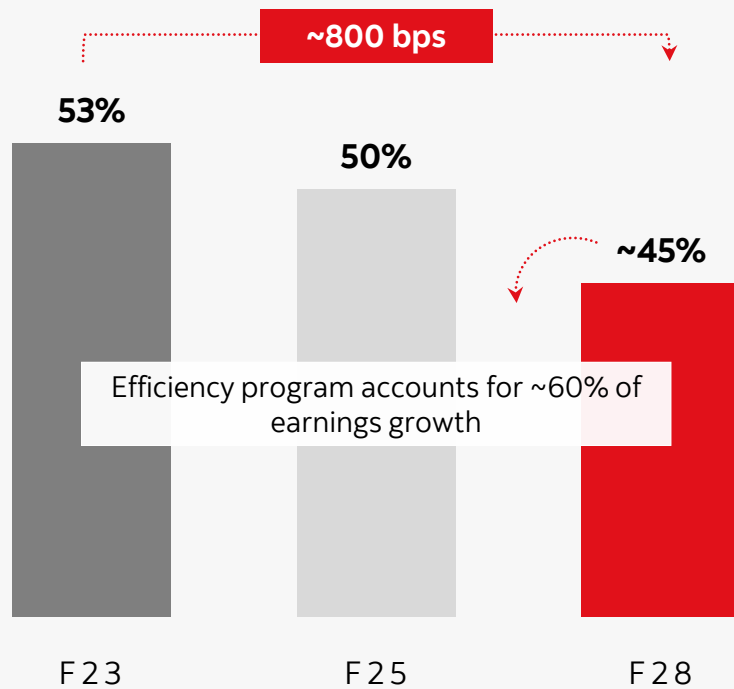 ~800 bps
53%
50%
~45%
Efficiency program accounts for ~60% of
earnings growth
F23
F25
F28